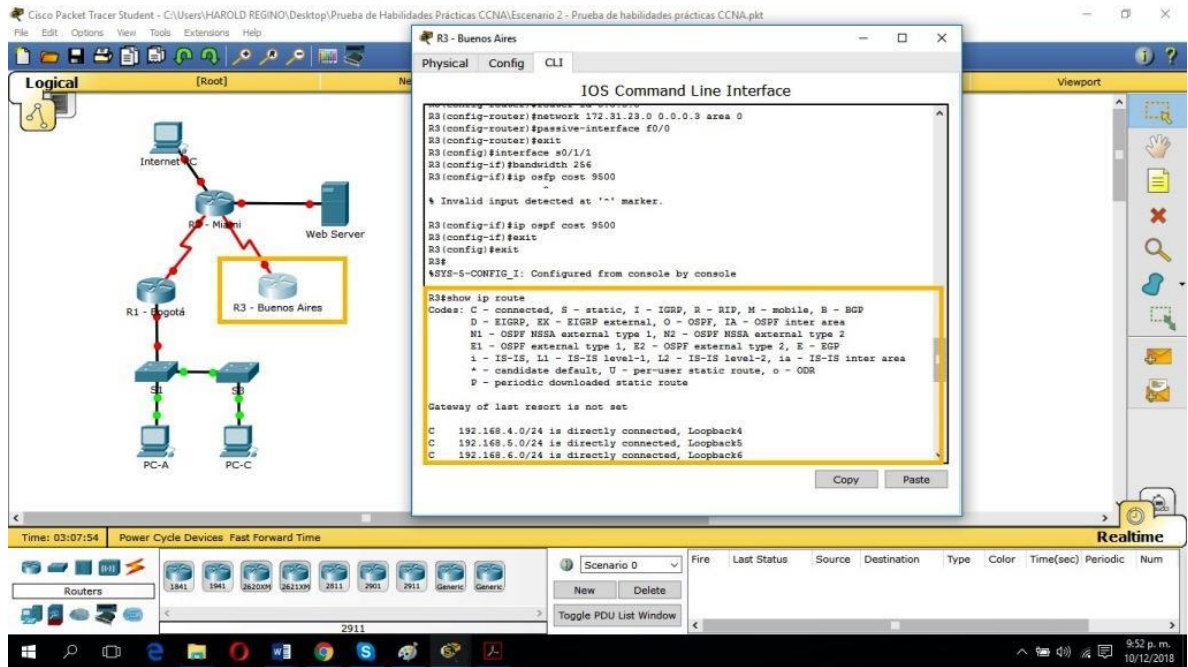 Cisco Packet Tracer Student - C:\Users\HAROLD REGINO\Desktop\Prueba de Habilidades Prácticas CCNA\Escenario 2 - Prueba de habilidades prácticas CCNA.pkt
File Edit Options View Tools Extensions Help
Logical
[Root]
Ne
Viewport
R3 - Buenos Aires
Physical Config CLI
IOS Command Line Interface
R3(config-router)#network 172.31.23.0 0.0.0.3 area 0
R3(config-router)#passive-interface f0/0
R3(config-router)#exit
R3(config)#interface s0/1/1
R3(config-if)#bandwidth 256
R3(config-if)#ip osfp cost 9500
^
% Invalid input detected at '^' marker.
R3(config-if)#ip ospf cost 9500
R3(config-if)#exit
R3(config)#exit
R3#
%SYS-5-CONFIG_I: Configured from console by console
R3#show ip route
Codes: C - connected, S - static, I - IGRP, R - RIP, M - mobile, B - BGP
D - EIGRP, EX - EIGRP external, O - OSPF, IA - OSPF inter area
N1 - OSPF NSSA external type 1, N2 - OSPF NSSA external type 2
E1 - OSPF external type 1, E2 - OSPF external type 2, E - EGP
i - IS-IS, L1 - IS-IS level-1, L2 - IS-IS level-2, ia - IS-IS inter area
* - candidate default, U - per-user static route, o - ODR
P - periodic downloaded static route
Gateway of last resort is not set
C 192.168.4.0/24 is directly connected, Loopback4
C 192.168.5.0/24 is directly connected, Loopback5
C 192.168.6.0/24 is directly connected, Loopback6
Copy Paste
Internet PC
Miami
Web Server
R1 - Bogotá
R3 - Buenos Aires
S1
S3
PC-A
PC-C
Time: 03:07:54 Power Cycle Devices Fast Forward Time
Realtime
Routers
1841 1941 2620XM 2621XM 2811 2901 2911 Generic Generic
2911
Scenario 0
New Delete
Toggle PDU List Window
Fire Last Status Source Destination Type Color Time(sec) Periodic Num
9:52 p. m.
10/12/2018